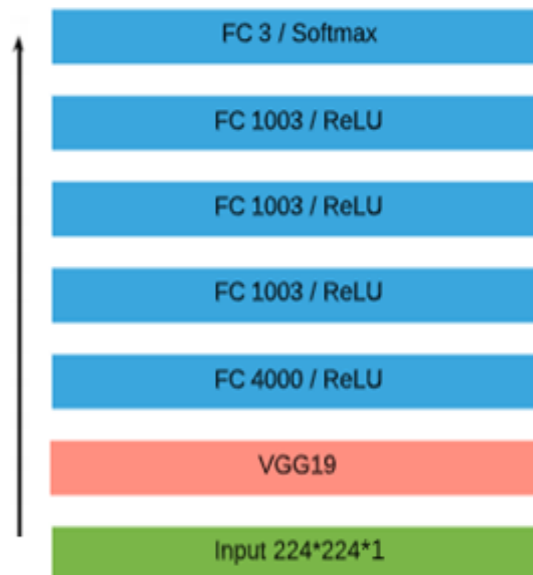 FC 3 / Softmax
FC 1003 / ReLU
FC 1003 / ReLU
FC 1003 / ReLU
FC 4000 / ReLU
VGG19
Input 224*224*1